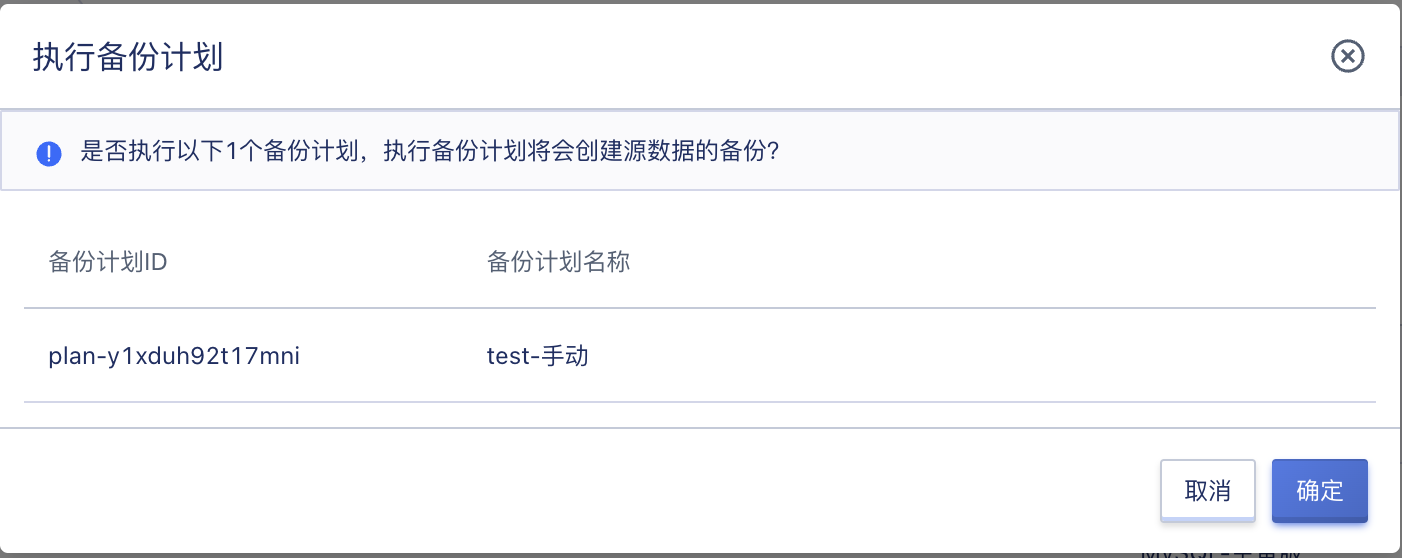 执行备份计划
是否执行以下1个备份计划，执行备份计划将会创建源数据的备份?
备份计划ID 备份计划名称
plan-y1xduh92t17mni test-手动
取消 确定